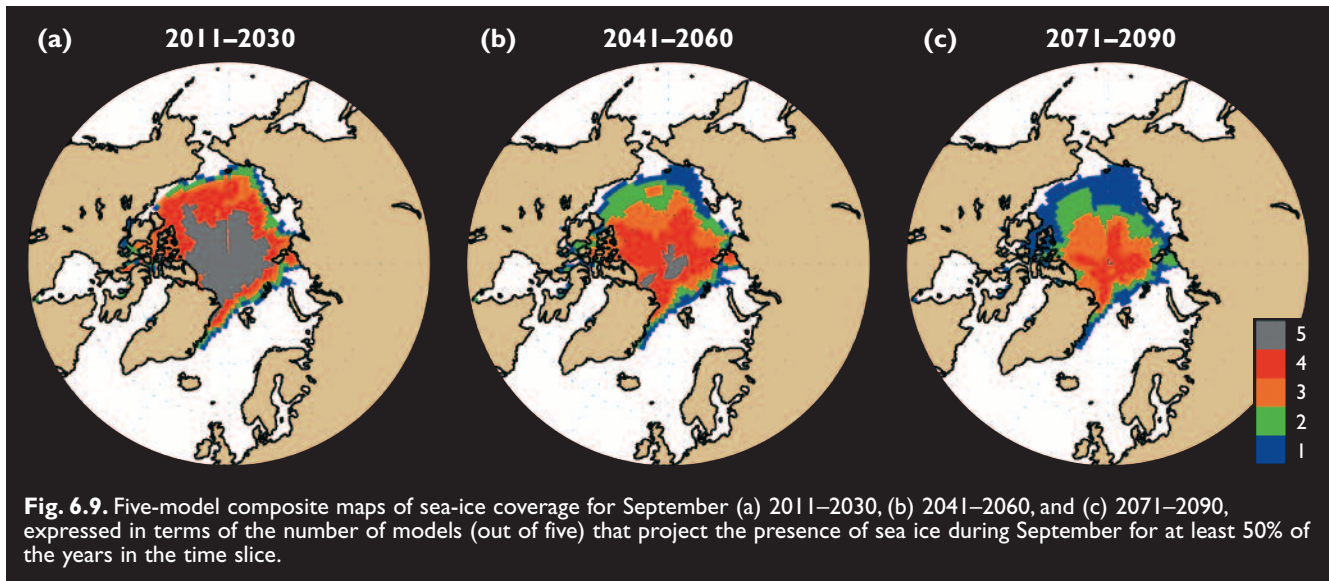 (a) 2011–2030
(b) 2041–2060
(c) 2071–2090
5
4
3
2
1
Fig. 6.9. Five-model composite maps of sea-ice coverage for September (a) 2011–2030, (b) 2041–2060, and (c) 2071–2090,
expressed in terms of the number of models (out of five) that project the presence of sea ice during September for at least 50% of
the years in the time slice.